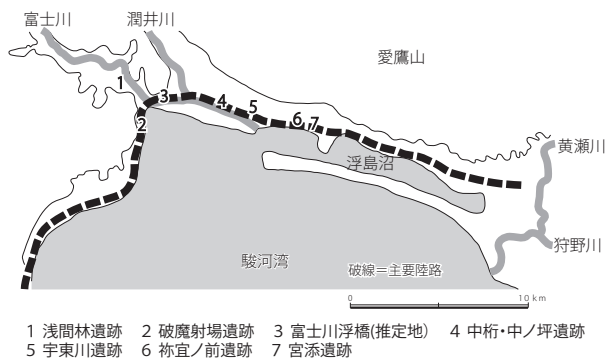 富士川
潤井川
愛鷹山
1
3
4
5
6
7
2
黄瀬川
浮島沼
狩野川
駿河湾
破線=主要陸路
0
10 km
1 浅間林遺跡 2 破魔射場遺跡 3 富士川浮橋(推定地) 4 中桁・中ノ坪遺跡
5 宇東川遺跡 6 祢宜ノ前遺跡 7 宮添遺跡